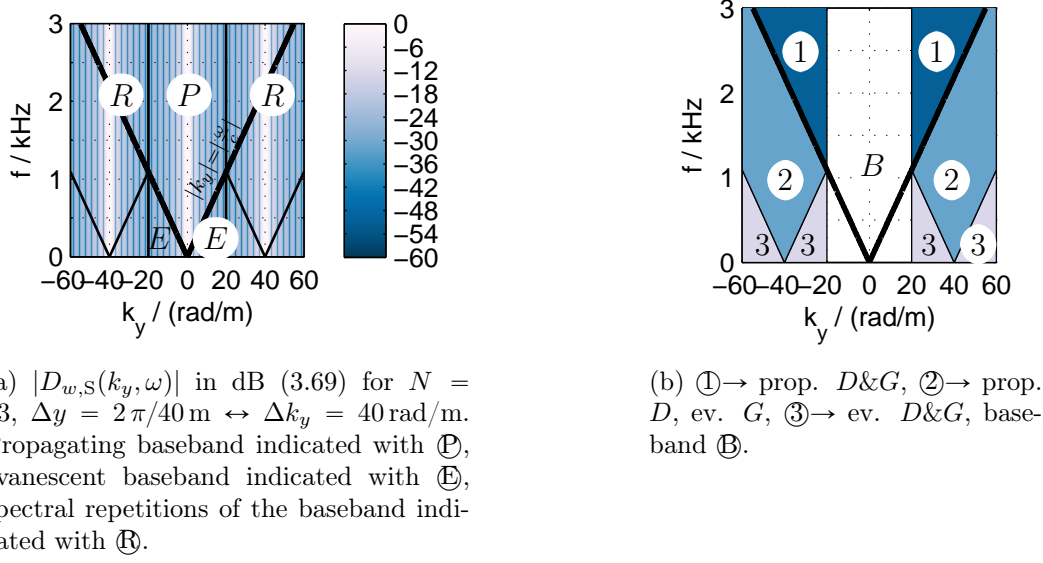 3
2
1
0
f / kHz
−60−40−20 0 20 40 60
k_y / (rad/m)
R P R
E E
|k_y|=|ω/c|
0
−6
−12
−18
−24
−30
−36
−42
−48
−54
−60
3
2
1
0
f / kHz
−60−40−20 0 20 40 60
k_y / (rad/m)
1 1
2 B 2
3 3 3 3
a) |D_{w,S}(k_y, ω)| in dB (3.69) for N =
3, Δy = 2 π/40 m ↔ Δk_y = 40 rad/m.
ropagating baseband indicated with Ⓟ,
vanescent baseband indicated with Ⓔ,
pectral repetitions of the baseband indi-
ated with Ⓡ.
(b) ①→ prop. D&G, ②→ prop.
D, ev. G, ③→ ev. D&G, base-
band Ⓑ.